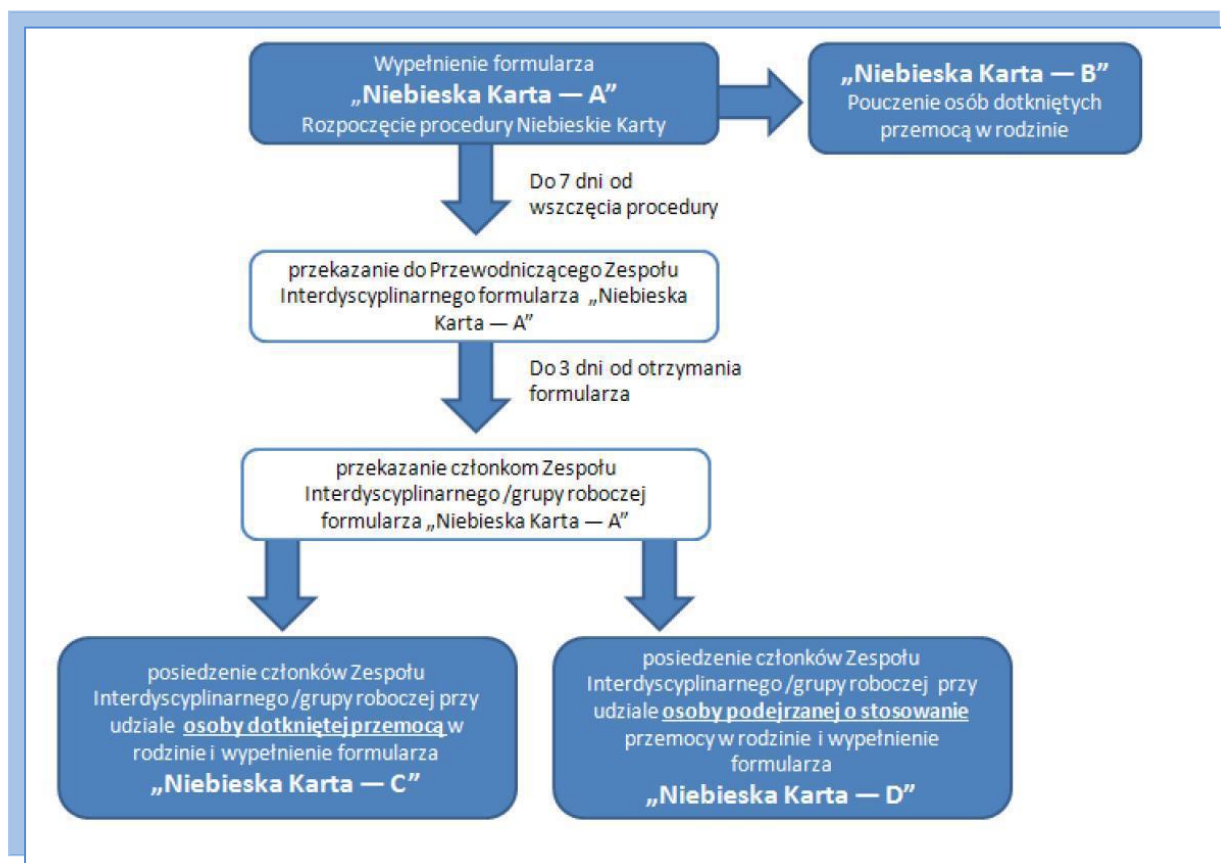 Wypełnienie formularza
„Niebieska Karta — A”
Rozpoczęcie procedury Niebieskie Karty
„Niebieska Karta — B”
Pouczenie osób dotkniętych
przemocą w rodzinie
Do 7 dni od
wszczęcia procedury
przekazanie do Przewodniczącego Zespołu
Interdyscyplinarnego formularza „Niebieska
Karta — A”
Do 3 dni od otrzymania
formularza
przekazanie członkom Zespołu
Interdyscyplinarnego /grupy roboczej
formularza „Niebieska Karta — A”
posiedzenie członków Zespołu
Interdyscyplinarnego /grupy roboczej przy
udziale osoby dotkniętej przemocą w
rodzinie i wypełnienie formularza
„Niebieska Karta — C”
posiedzenie członków Zespołu
Interdyscyplinarnego /grupy roboczej przy
udziale osoby podejrzanej o stosowanie
przemocy w rodzinie i wypełnienie
formularza
„Niebieska Karta — D”